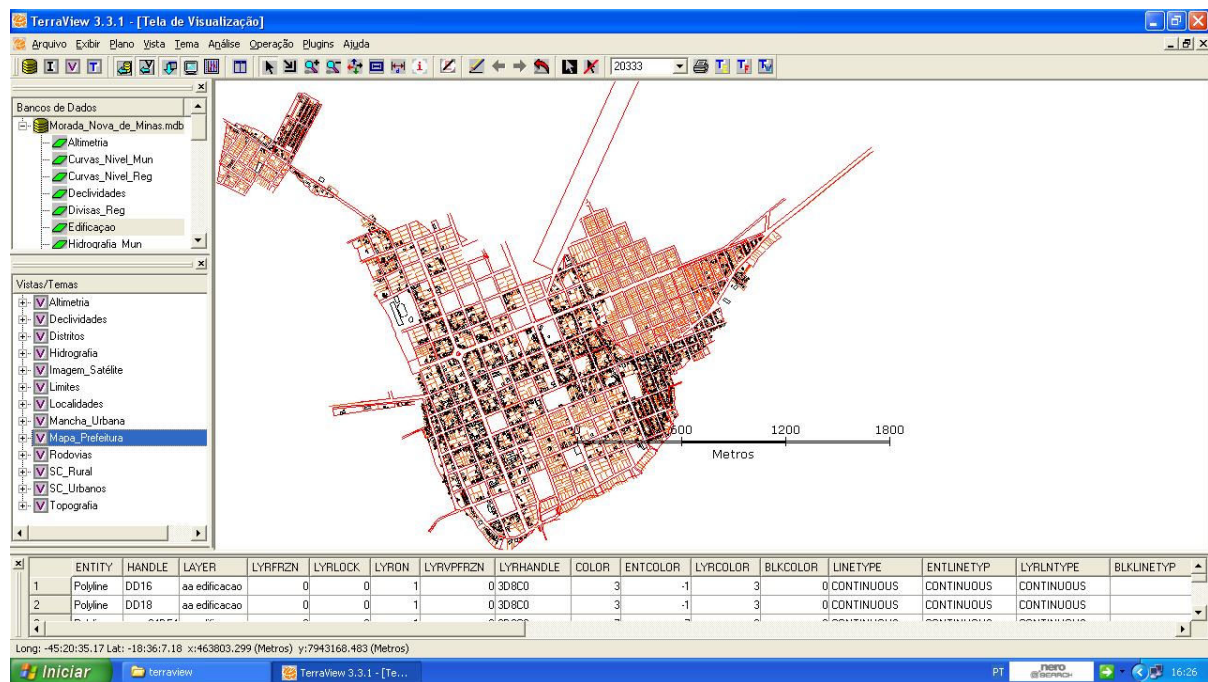 TerraView 3.3.1 - [Tela de Visualização]
Arquivo Exibir Plano Vista Tema Análise Operação Plugins Ajuda
I V T 20333
Bancos de Dados
Morada_Nova_de_Minas.mdb
Altimetria
Curvas_Nivel_Mun
Curvas_Nivel_Reg
Declividades
Divisas_Reg
Edificaçao
Hidrografia_Mun
Vistas/Temas
Altimetria
Declividades
Distritos
Hidrografia
Imagem_Satélite
Limites
Localidades
Mancha_Urbana
Mapa_Prefeitura
Rodovias
SC_Rural
SC_Urbanos
Topografia
0 600 1200 1800
Metros
ENTITY HANDLE LAYER LYRFRZN LYRLOCK LYRON LYRVPFRZN LYRHANDLE COLOR ENTCOLOR LYRCOLOR BLKCOLOR LINETYPE ENTLINETYP LYRLNTYPE BLKLINETYP
1 Polyline DD16 aa edificacao 0 0 1 0 3D8C0 3 -1 3 0 CONTINUOUS CONTINUOUS CONTINUOUS
2 Polyline DD18 aa edificacao 0 0 1 0 3D8C0 3 -1 3 0 CONTINUOUS CONTINUOUS CONTINUOUS
Long: -45:20:35.17 Lat: -18:36:7.18 x:463803.299 (Metros) y:7943168.483 (Metros)
Iniciar terraview TerraView 3.3.1 - [Te... PT nero SEARCH 16:26